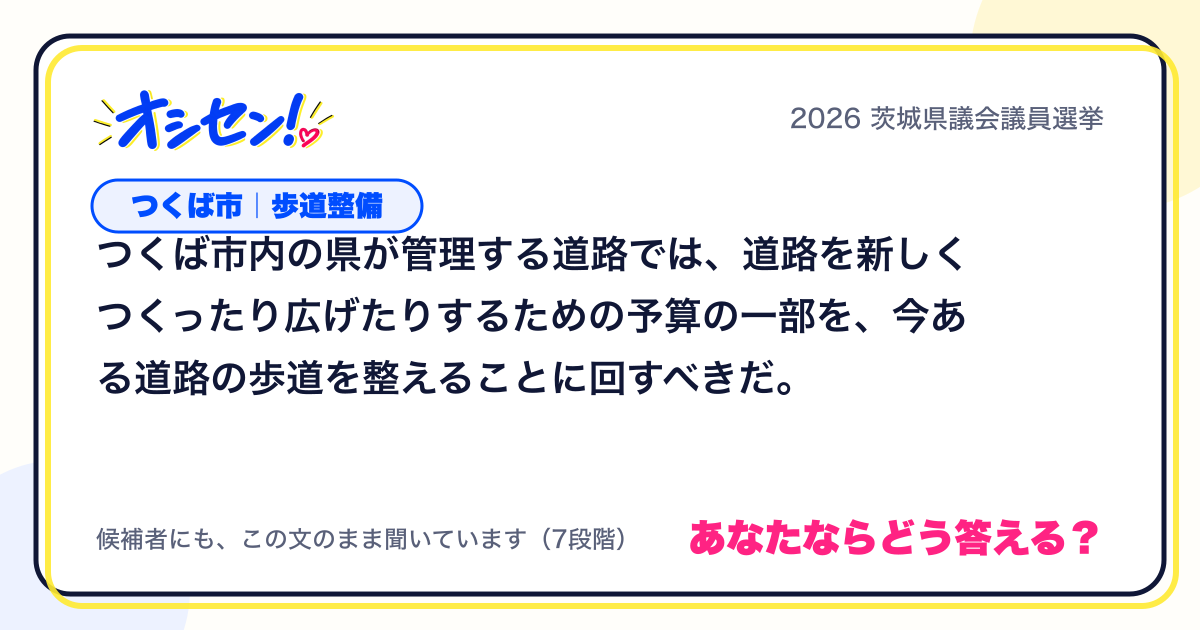 オシセン!
2026 茨城県議会議員選挙
つくば市｜歩道整備
つくば市内の県が管理する道路では、道路を新しく
つくったり広げたりするための予算の一部を、今あ
る道路の歩道を整えることに回すべきだ。
候補者にも、この文のまま聞いています（7段階）
あなたならどう答える？